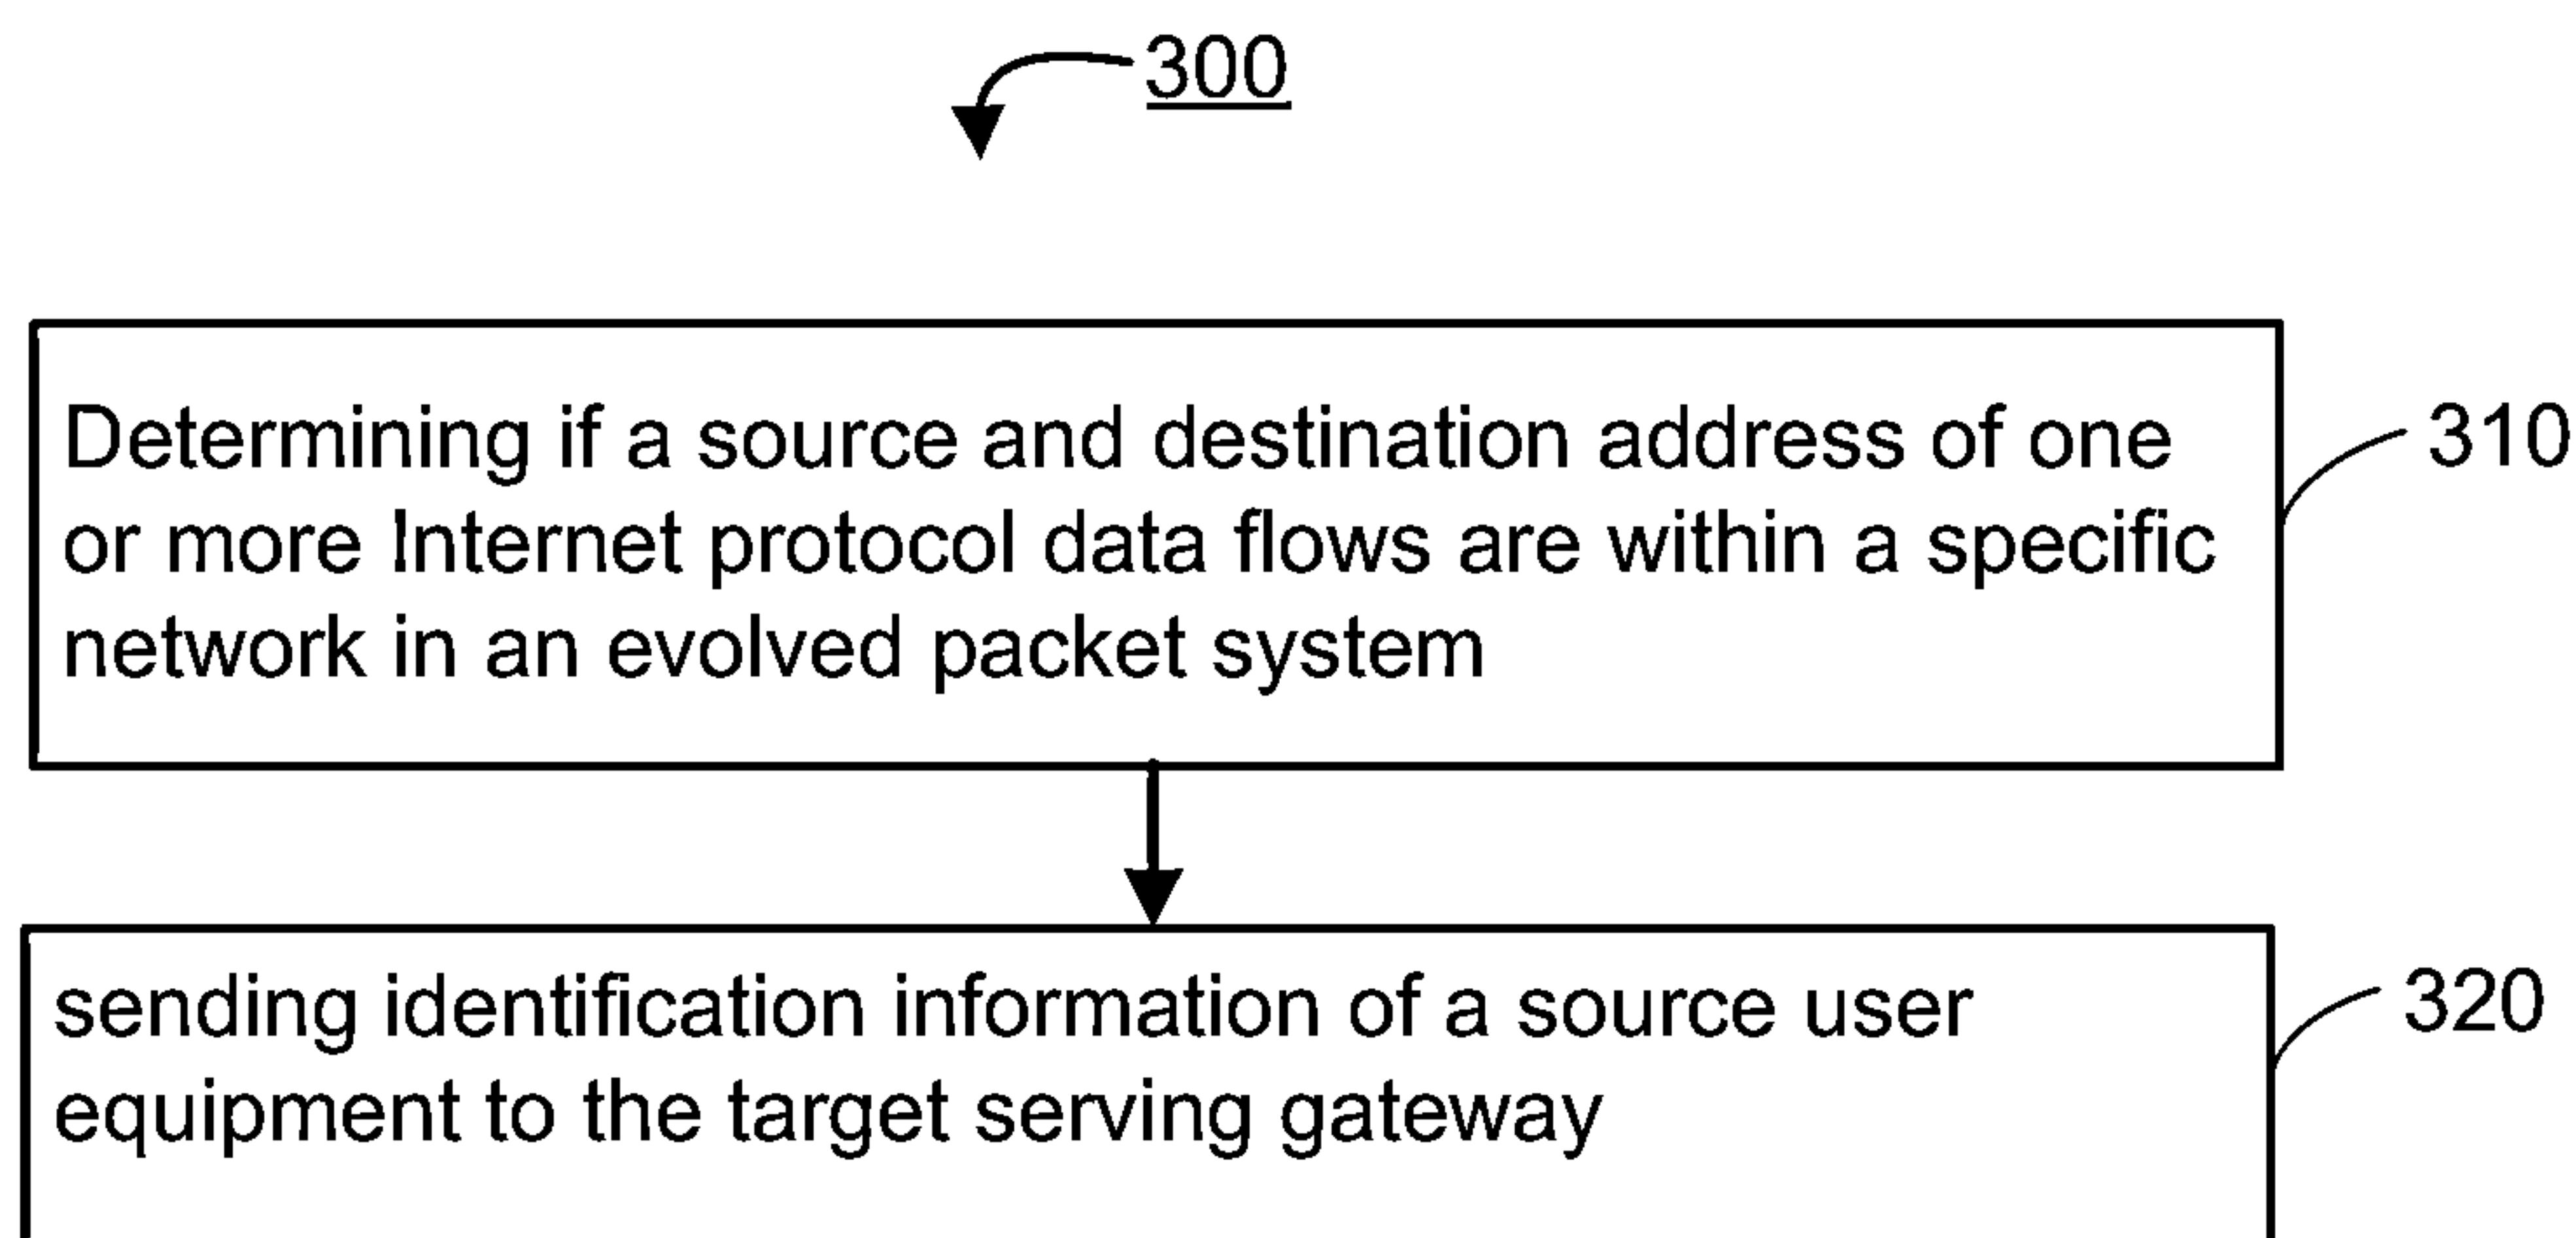 300
Determining if a source and destination address of one
or more Internet protocol data flows are within a specific
network in an evolved packet system
310
sending identification information of a source user
equipment to the target serving gateway
320